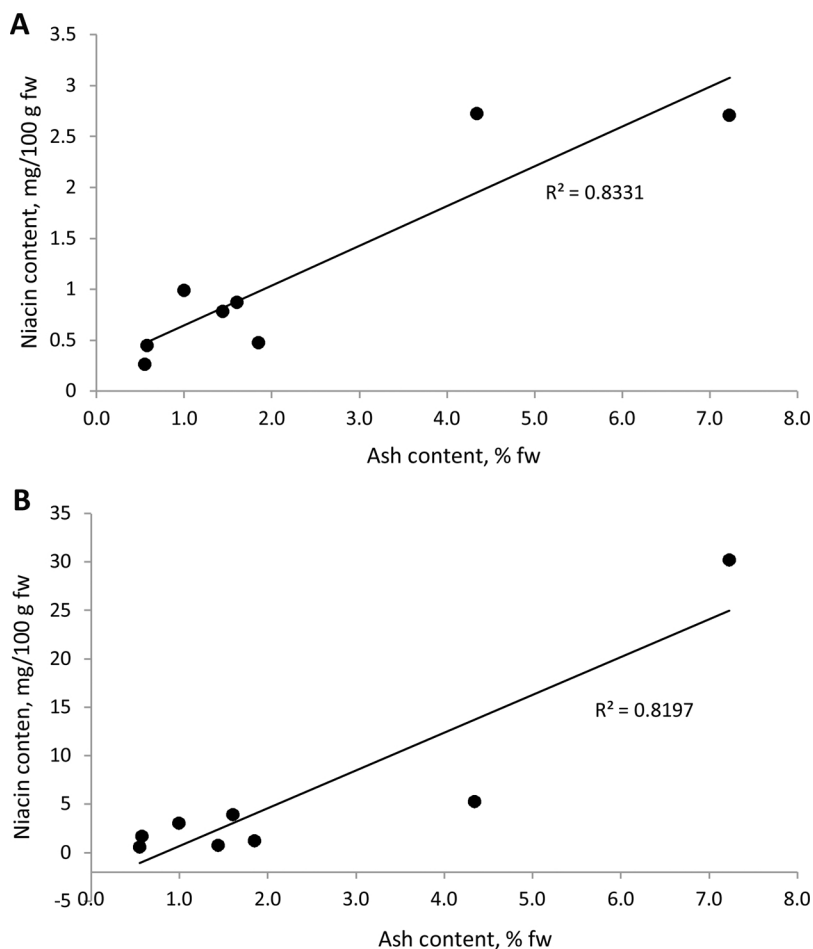 A
3.5
3
2.5
2
1.5
1
0.5
0
Niacin content, mg/100 g fw
R² = 0.8331
0.0 1.0 2.0 3.0 4.0 5.0 6.0 7.0 8.0
Ash content, % fw
B
35
30
25
20
15
10
5
0
-5
Niacin conten, mg/100 g fw
R² = 0.8197
0.0 1.0 2.0 3.0 4.0 5.0 6.0 7.0 8.0
Ash content, % fw